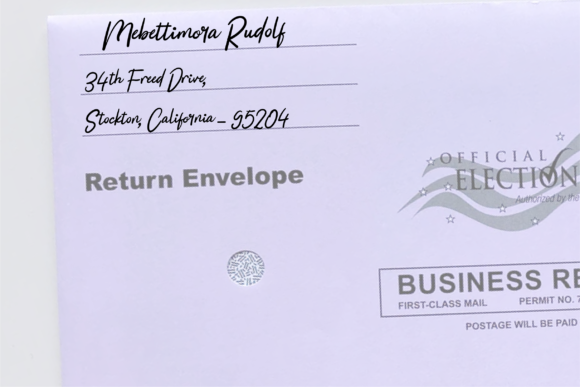 Mebettimora Rudolf
34th Freed Drive,
Stockton, California – 95204
Return Envelope
OFFICIAL
ELECTION
Authorized by the
BUSINESS RE
FIRST-CLASS MAIL PERMIT NO. 7
POSTAGE WILL BE PAID